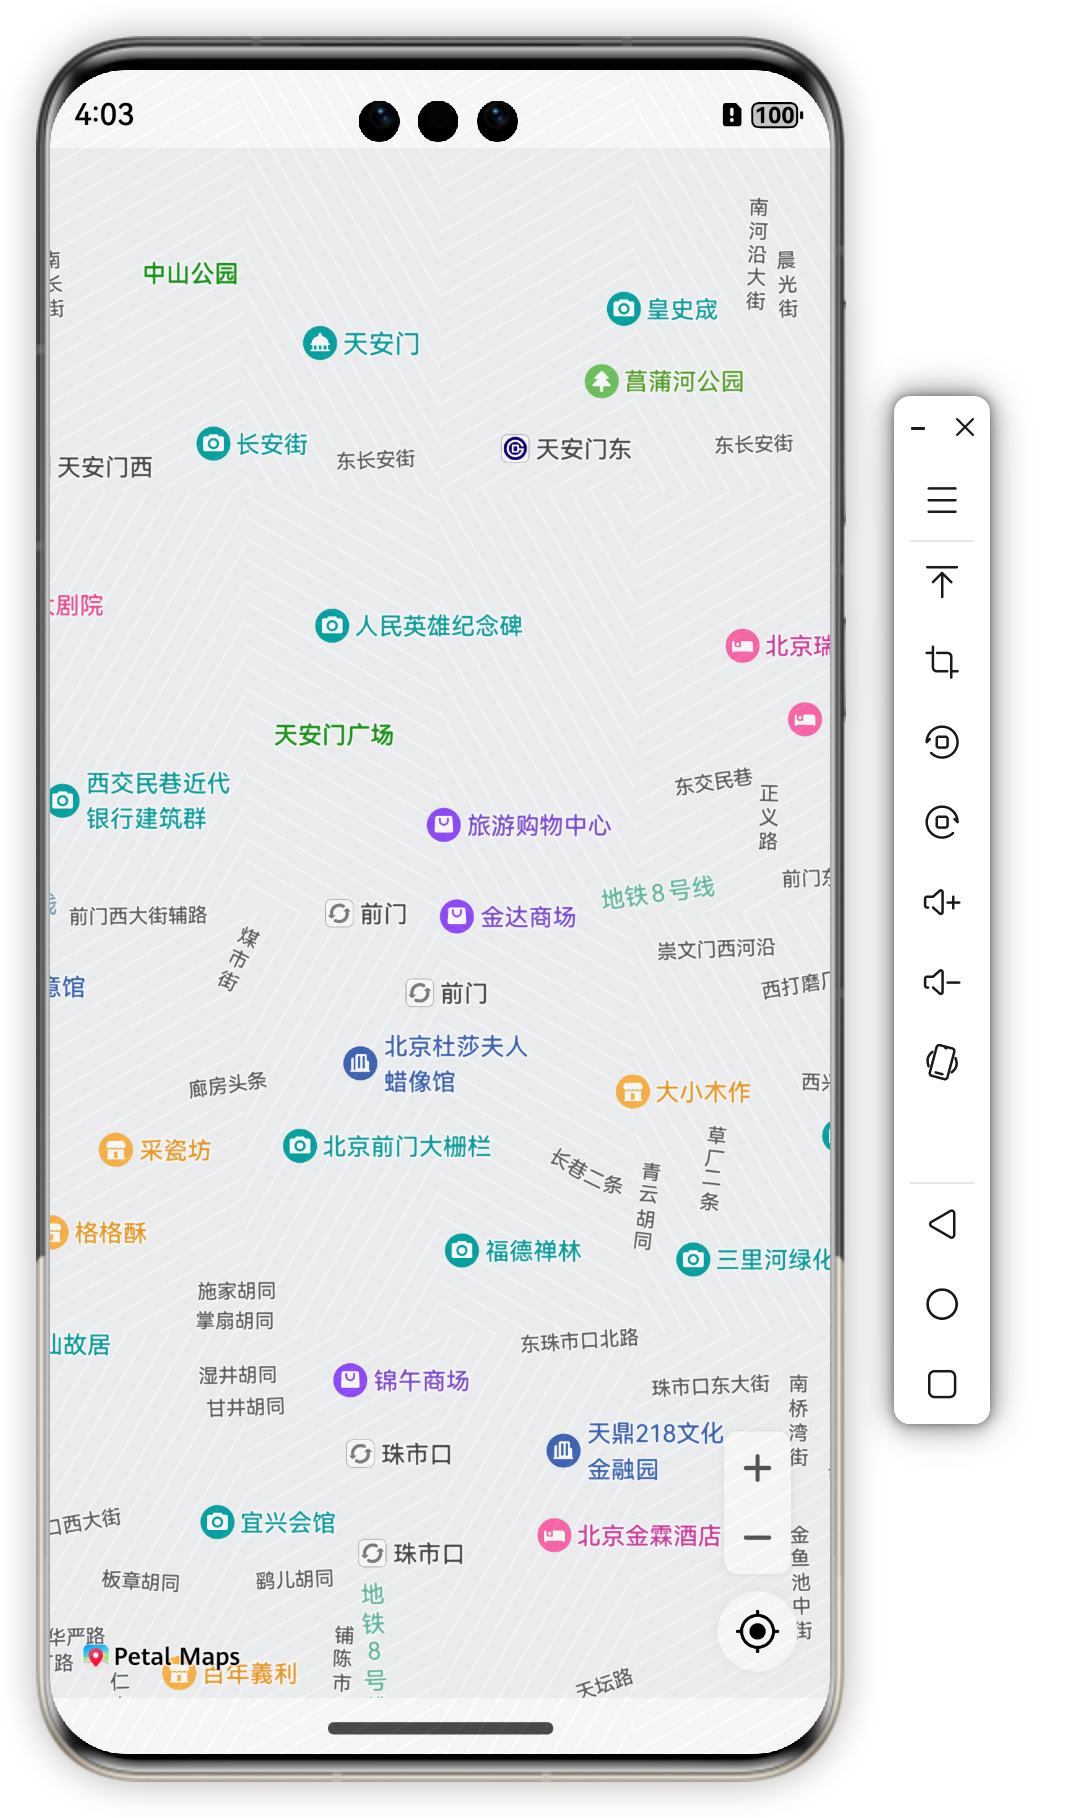 4:03
100
南河沿大街
晨光街
南长街
中山公园
皇史宬
天安门
菖蒲河公园
长安街
东长安街
天安门东
东长安街
天安门西
大剧院
人民英雄纪念碑
北京瑞
天安门广场
西交民巷近代
银行建筑群
东交民巷
正义路
旅游购物中心
前门东
地铁8号线
前门西大街辅路
前门
金达商场
煤市街
崇文门西河沿
意馆
前门
西打磨厂
北京杜莎夫人
蜡像馆
廊房头条
大小木作
西兴
采瓷坊
北京前门大栅栏
草厂二条
长巷二条
青云胡同
格格酥
福德禅林
三里河绿化
施家胡同
掌扇胡同
山故居
东珠市口北路
湿井胡同
锦午商场
珠市口东大街
南桥湾街
甘井胡同
天鼎218文化
金融园
珠市口
口西大街
宜兴会馆
北京金霖酒店
金鱼池中街
珠市口
板章胡同
鹞儿胡同
地铁8号线
华严路
铺陈市
Petal Maps
百年義利
仁
天坛路